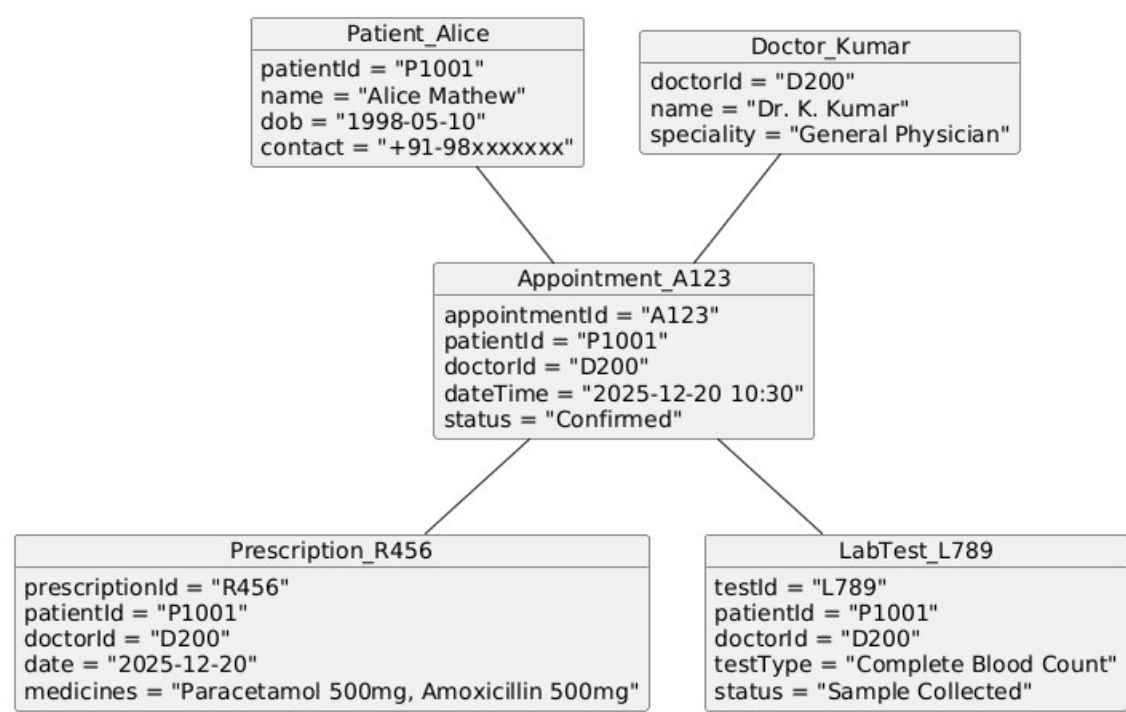 Patient_Alice
patientId = "P1001"
name = "Alice Mathew"
dob = "1998-05-10"
contact = "+91-98xxxxxxx"
Doctor_Kumar
doctorId = "D200"
name = "Dr. K. Kumar"
speciality = "General Physician"
Appointment_A123
appointmentId = "A123"
patientId = "P1001"
doctorId = "D200"
dateTime = "2025-12-20 10:30"
status = "Confirmed"
Prescription_R456
prescriptionId = "R456"
patientId = "P1001"
doctorId = "D200"
date = "2025-12-20"
medicines = "Paracetamol 500mg, Amoxicillin 500mg"
LabTest_L789
testId = "L789"
patientId = "P1001"
doctorId = "D200"
testType = "Complete Blood Count"
status = "Sample Collected"